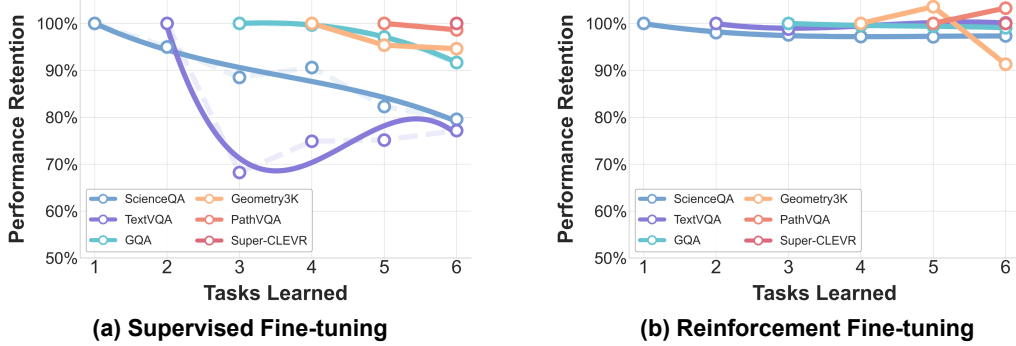 Performance Retention
100%
90%
80%
70%
60%
50%
ScienceQA
TextVQA
GQA
Geometry3K
PathVQA
Super-CLEVR
1 2 3 4 5 6
Tasks Learned
(a) Supervised Fine-tuning
Performance Retention
100%
90%
80%
70%
60%
50%
ScienceQA
TextVQA
GQA
Geometry3K
PathVQA
Super-CLEVR
1 2 3 4 5 6
Tasks Learned
(b) Reinforcement Fine-tuning